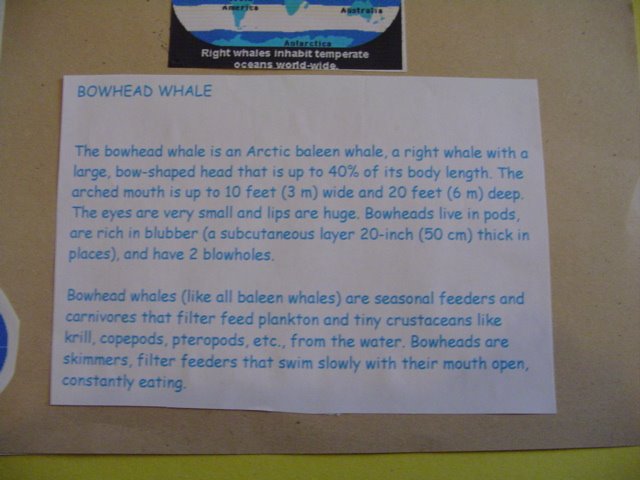 America
Australia
Antarctica
Right whales inhabit temperate
oceans world-wide.
BOWHEAD WHALE
The bowhead whale is an Arctic baleen whale, a right whale with a
large, bow-shaped head that is up to 40% of its body length. The
arched mouth is up to 10 feet (3 m) wide and 20 feet (6 m) deep.
The eyes are very small and lips are huge. Bowheads live in pods,
are rich in blubber (a subcutaneous layer 20-inch (50 cm) thick in
places), and have 2 blowholes.
Bowhead whales (like all baleen whales) are seasonal feeders and
carnivores that filter feed plankton and tiny crustaceans like
krill, copepods, pteropods, etc., from the water. Bowheads are
skimmers, filter feeders that swim slowly with their mouth open,
constantly eating.